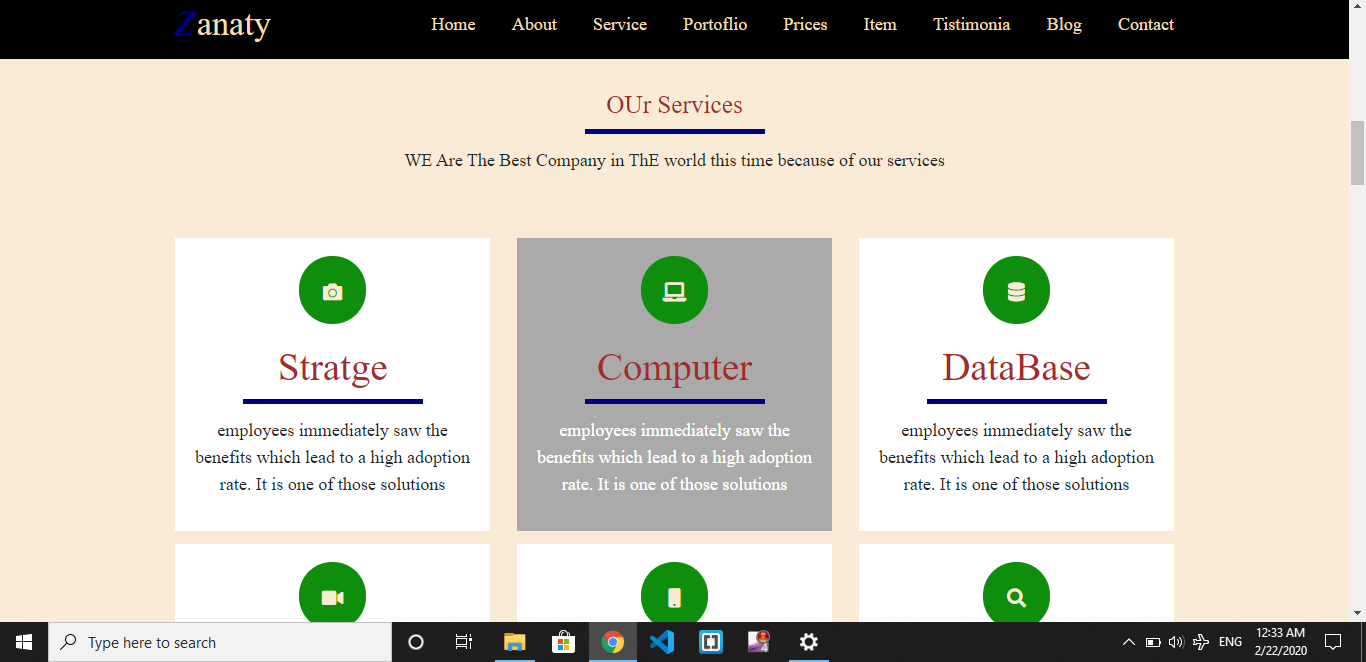 Zanaty
Home About Service Portoflio Prices Item Tistimonia Blog Contact
OUr Services
WE Are The Best Company in ThE world this time because of our services
Stratge
employees immediately saw the
benefits which lead to a high adoption
rate. It is one of those solutions
Computer
employees immediately saw the
benefits which lead to a high adoption
rate. It is one of those solutions
DataBase
employees immediately saw the
benefits which lead to a high adoption
rate. It is one of those solutions
Type here to search
4
ENG
12:33 AM
2/22/2020